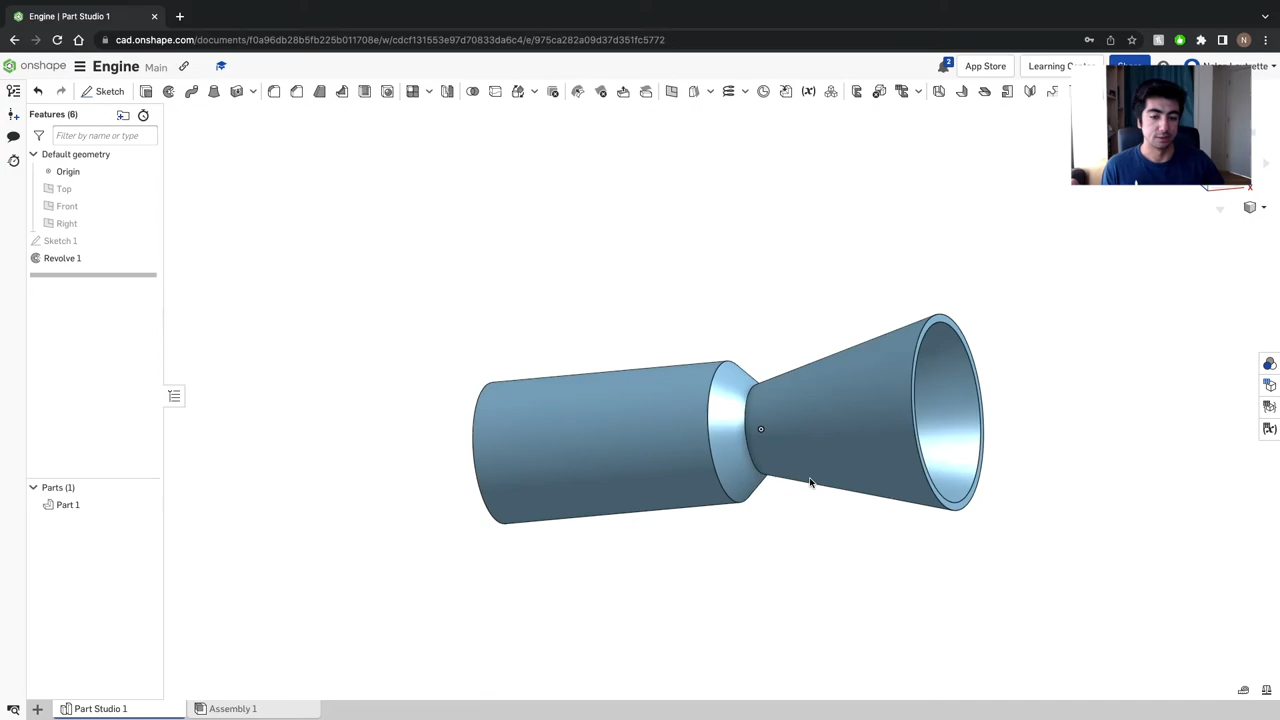 Engine | Part Studio 1
cad.onshape.com/documents/f0a96db28b5fb225b011708e/w/cdcf131553e97d70833da6c4/e/975ca282a09d37d351fc5772
N
onshape
Engine
Main
2
App Store
Learning
Sketch
(x)
Features (6)
Filter by name or type
Default geometry
Origin
Top
Front
Right
Sketch 1
Revolve 1
X
(x)
Parts (1)
Part 1
Part Studio 1
Assembly 1